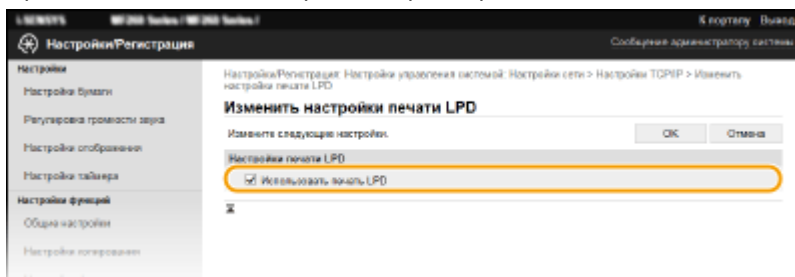 К порталу Выход
Настройки/Регистрация
Сообщение администратору системы
Настройки
Настройки бумаги
Регулировка громкости звука
Настройки отображения
Настройки таймера
Настройки функций
Общие настройки
Настройки копирования
Настройки/Регистрация: Настройки управления системой: Настройки сети > Настройки TCP/IP > Изменить
настройки печати LPD
Изменить настройки печати LPD
Измените следующие настройки.
OK Отмена
Настройки печати LPD
Использовать печать LPD